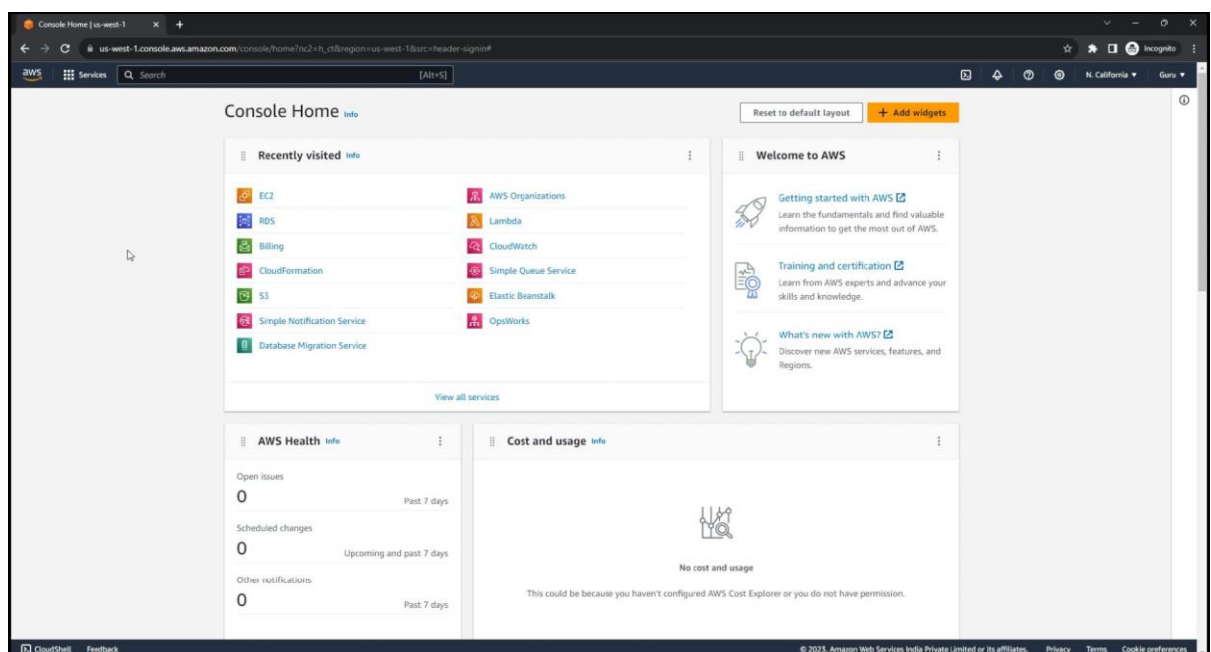 Console Home | us-west-1
us-west-1.console.aws.amazon.com/console/home?nc2=h_ct&region=us-west-1&src=header-signin#
Incognito
aws
Services
Search [Alt+S]
N. California
Guru
Console Home Info
Reset to default layout
+ Add widgets
Recently visited Info
EC2
RDS
Billing
CloudFormation
S3
Simple Notification Service
Database Migration Service
AWS Organizations
Lambda
CloudWatch
Simple Queue Service
Elastic Beanstalk
OpsWorks
View all services
Welcome to AWS
Getting started with AWS
Learn the fundamentals and find valuable
information to get the most out of AWS.
Training and certification
Learn from AWS experts and advance your
skills and knowledge.
What's new with AWS?
Discover new AWS services, features, and
Regions.
AWS Health Info
Open issues
0 Past 7 days
Scheduled changes
0 Upcoming and past 7 days
Other notifications
0 Past 7 days
Cost and usage Info
No cost and usage
This could be because you haven't configured AWS Cost Explorer or you do not have permission.
CloudShell Feedback
© 2023, Amazon Web Services India Private Limited or its affiliates. Privacy Terms Cookie preferences